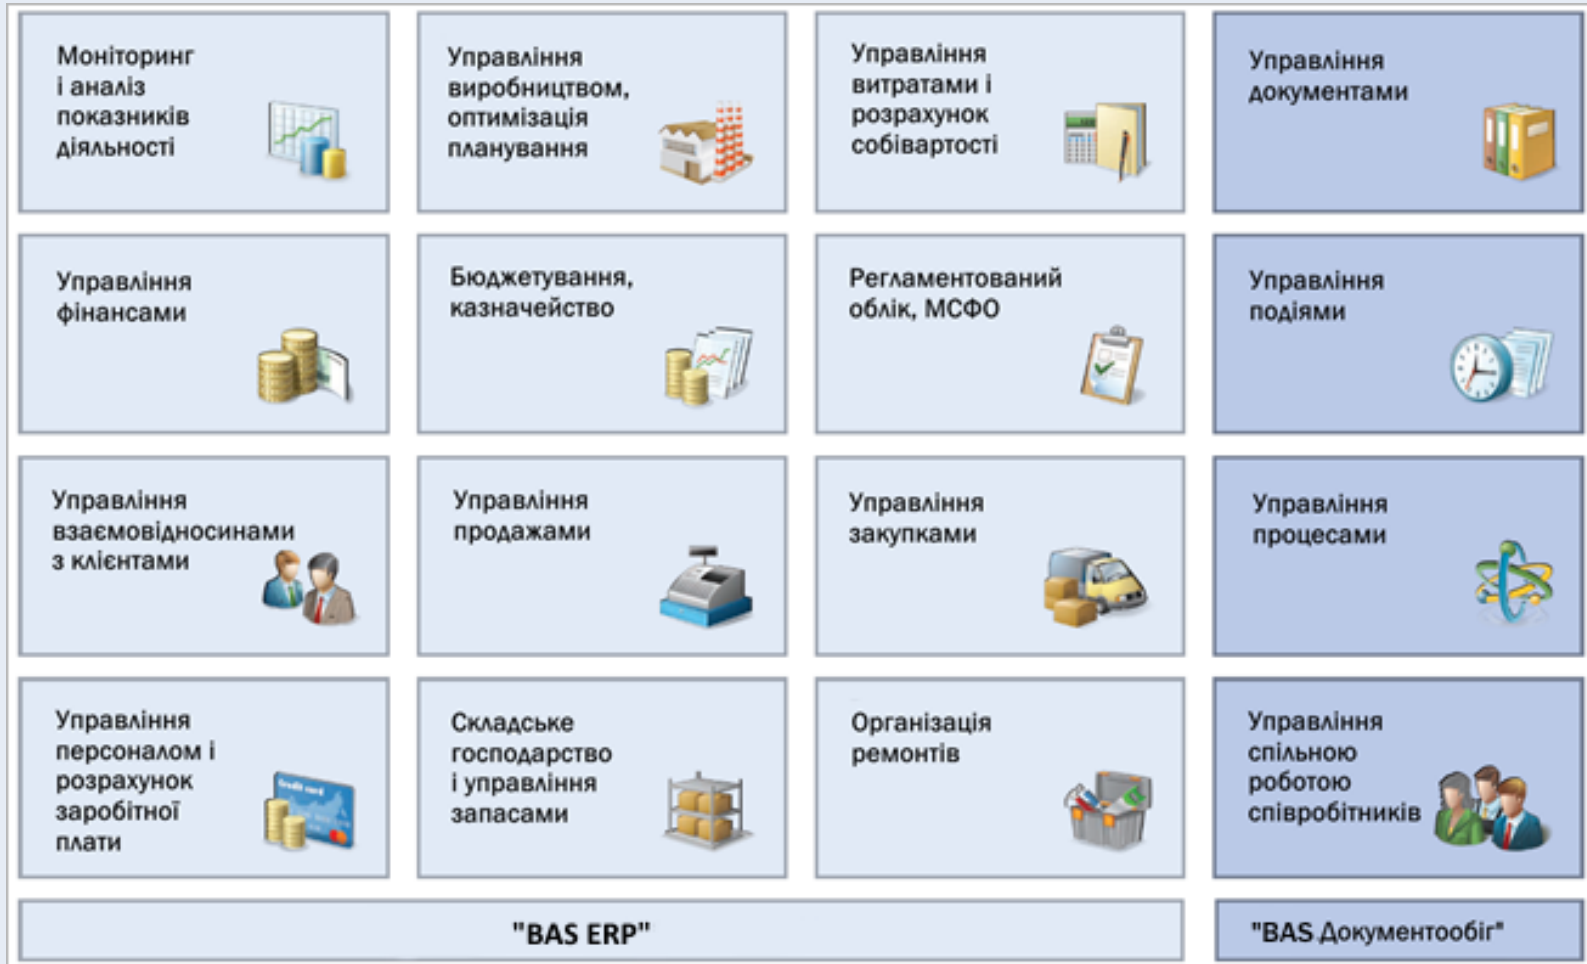 Моніторинг
і аналіз
показників
діяльності
Управління
виробництвом,
оптимізація
планування
Управління
витратами і
розрахунок
собівартості
Управління
документами
Управління
фінансами
Бюджетування,
казначейство
Регламентований
облік, МСФО
Управління
подіями
Управління
взаємовідносинами
з клієнтами
Управління
продажами
Управління
закупками
Управління
процесами
Управління
персоналом і
розрахунок
заробітної
плати
Credit card
Складське
господарство
і управління
запасами
Організація
ремонтів
Управління
спільною
роботою
співробітників
"BAS ERP"
"BAS Документообіг"